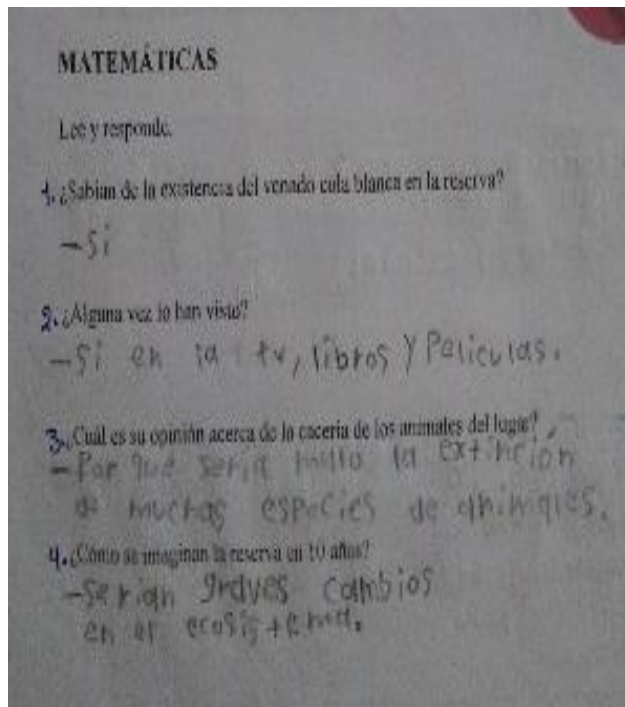 MATEMÁTICAS
Lee y responde.
1. ¿Sabían de la existencia del venado cola blanca en la reserva?
- Si
2. ¿Alguna vez lo han visto?
- Si en la tv, libros y Peliculas.
3. ¿Cuál es su opinión acerca de la cacería de los animales del lugar?
- Por que seria la extincion
de muchas especies de animales.
4. ¿Cómo se imaginan la reserva en 10 años?
- Serian graves cambios
en el ecosistema.